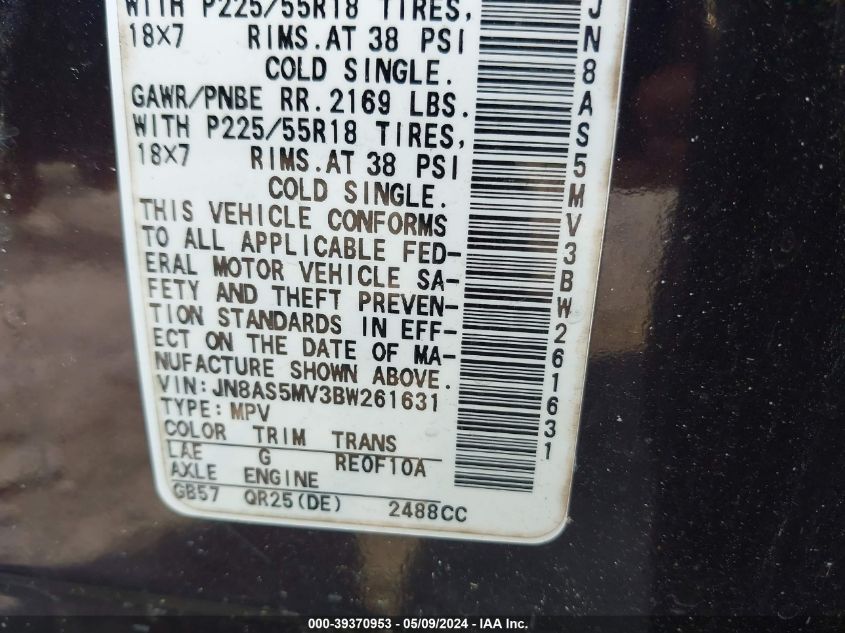 WITH P225/55R18 TIRES,
18X7 RIMS.AT 38 PSI
COLD SINGLE.
GAWR/PNBE RR.2169 LBS.
WITH P225/55R18 TIRES,
18X7 RIMS.AT 38 PSI
COLD SINGLE.
THIS VEHICLE CONFORMS
TO ALL APPLICABLE FED-
ERAL MOTOR VEHICLE SA-
FETY AND THEFT PREVEN-
TION STANDARDS IN EFF-
ECT ON THE DATE OF MA-
NUFACTURE SHOWN ABOVE.
VIN:JN8AS5MV3BW261631
TYPE:MPV
COLOR TRIM TRANS
LAE G RE0F10A
AXLE ENGINE
GB57 QR25(DE) 2488CC
JN8AS5MV3BW261631
000-39370953 / 05/09/2024 - IAA Inc.